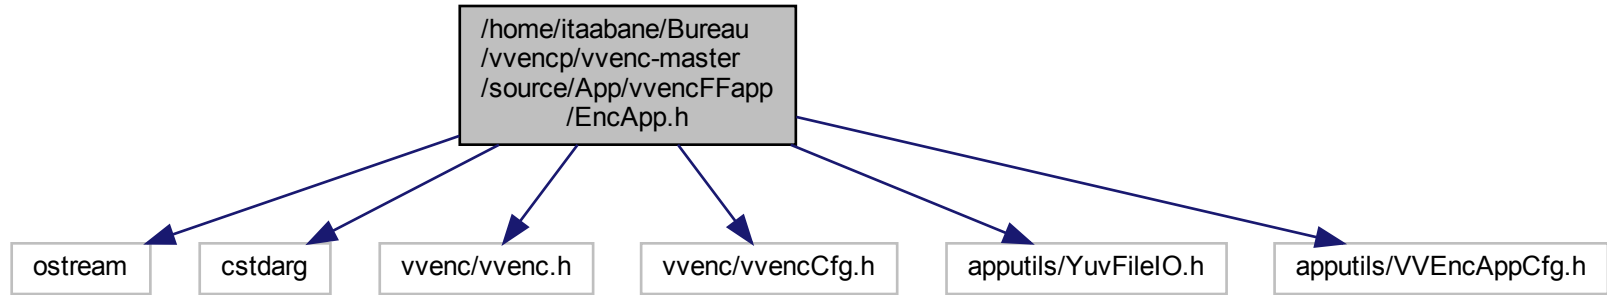 /home/itaabane/Bureau
/vvencp/vvenc-master
/source/App/vvencFFapp
/EncApp.h
ostream
cstdarg
vvenc/vvenc.h
vvenc/vvencCfg.h
apputils/YuvFileIO.h
apputils/VVEncAppCfg.h